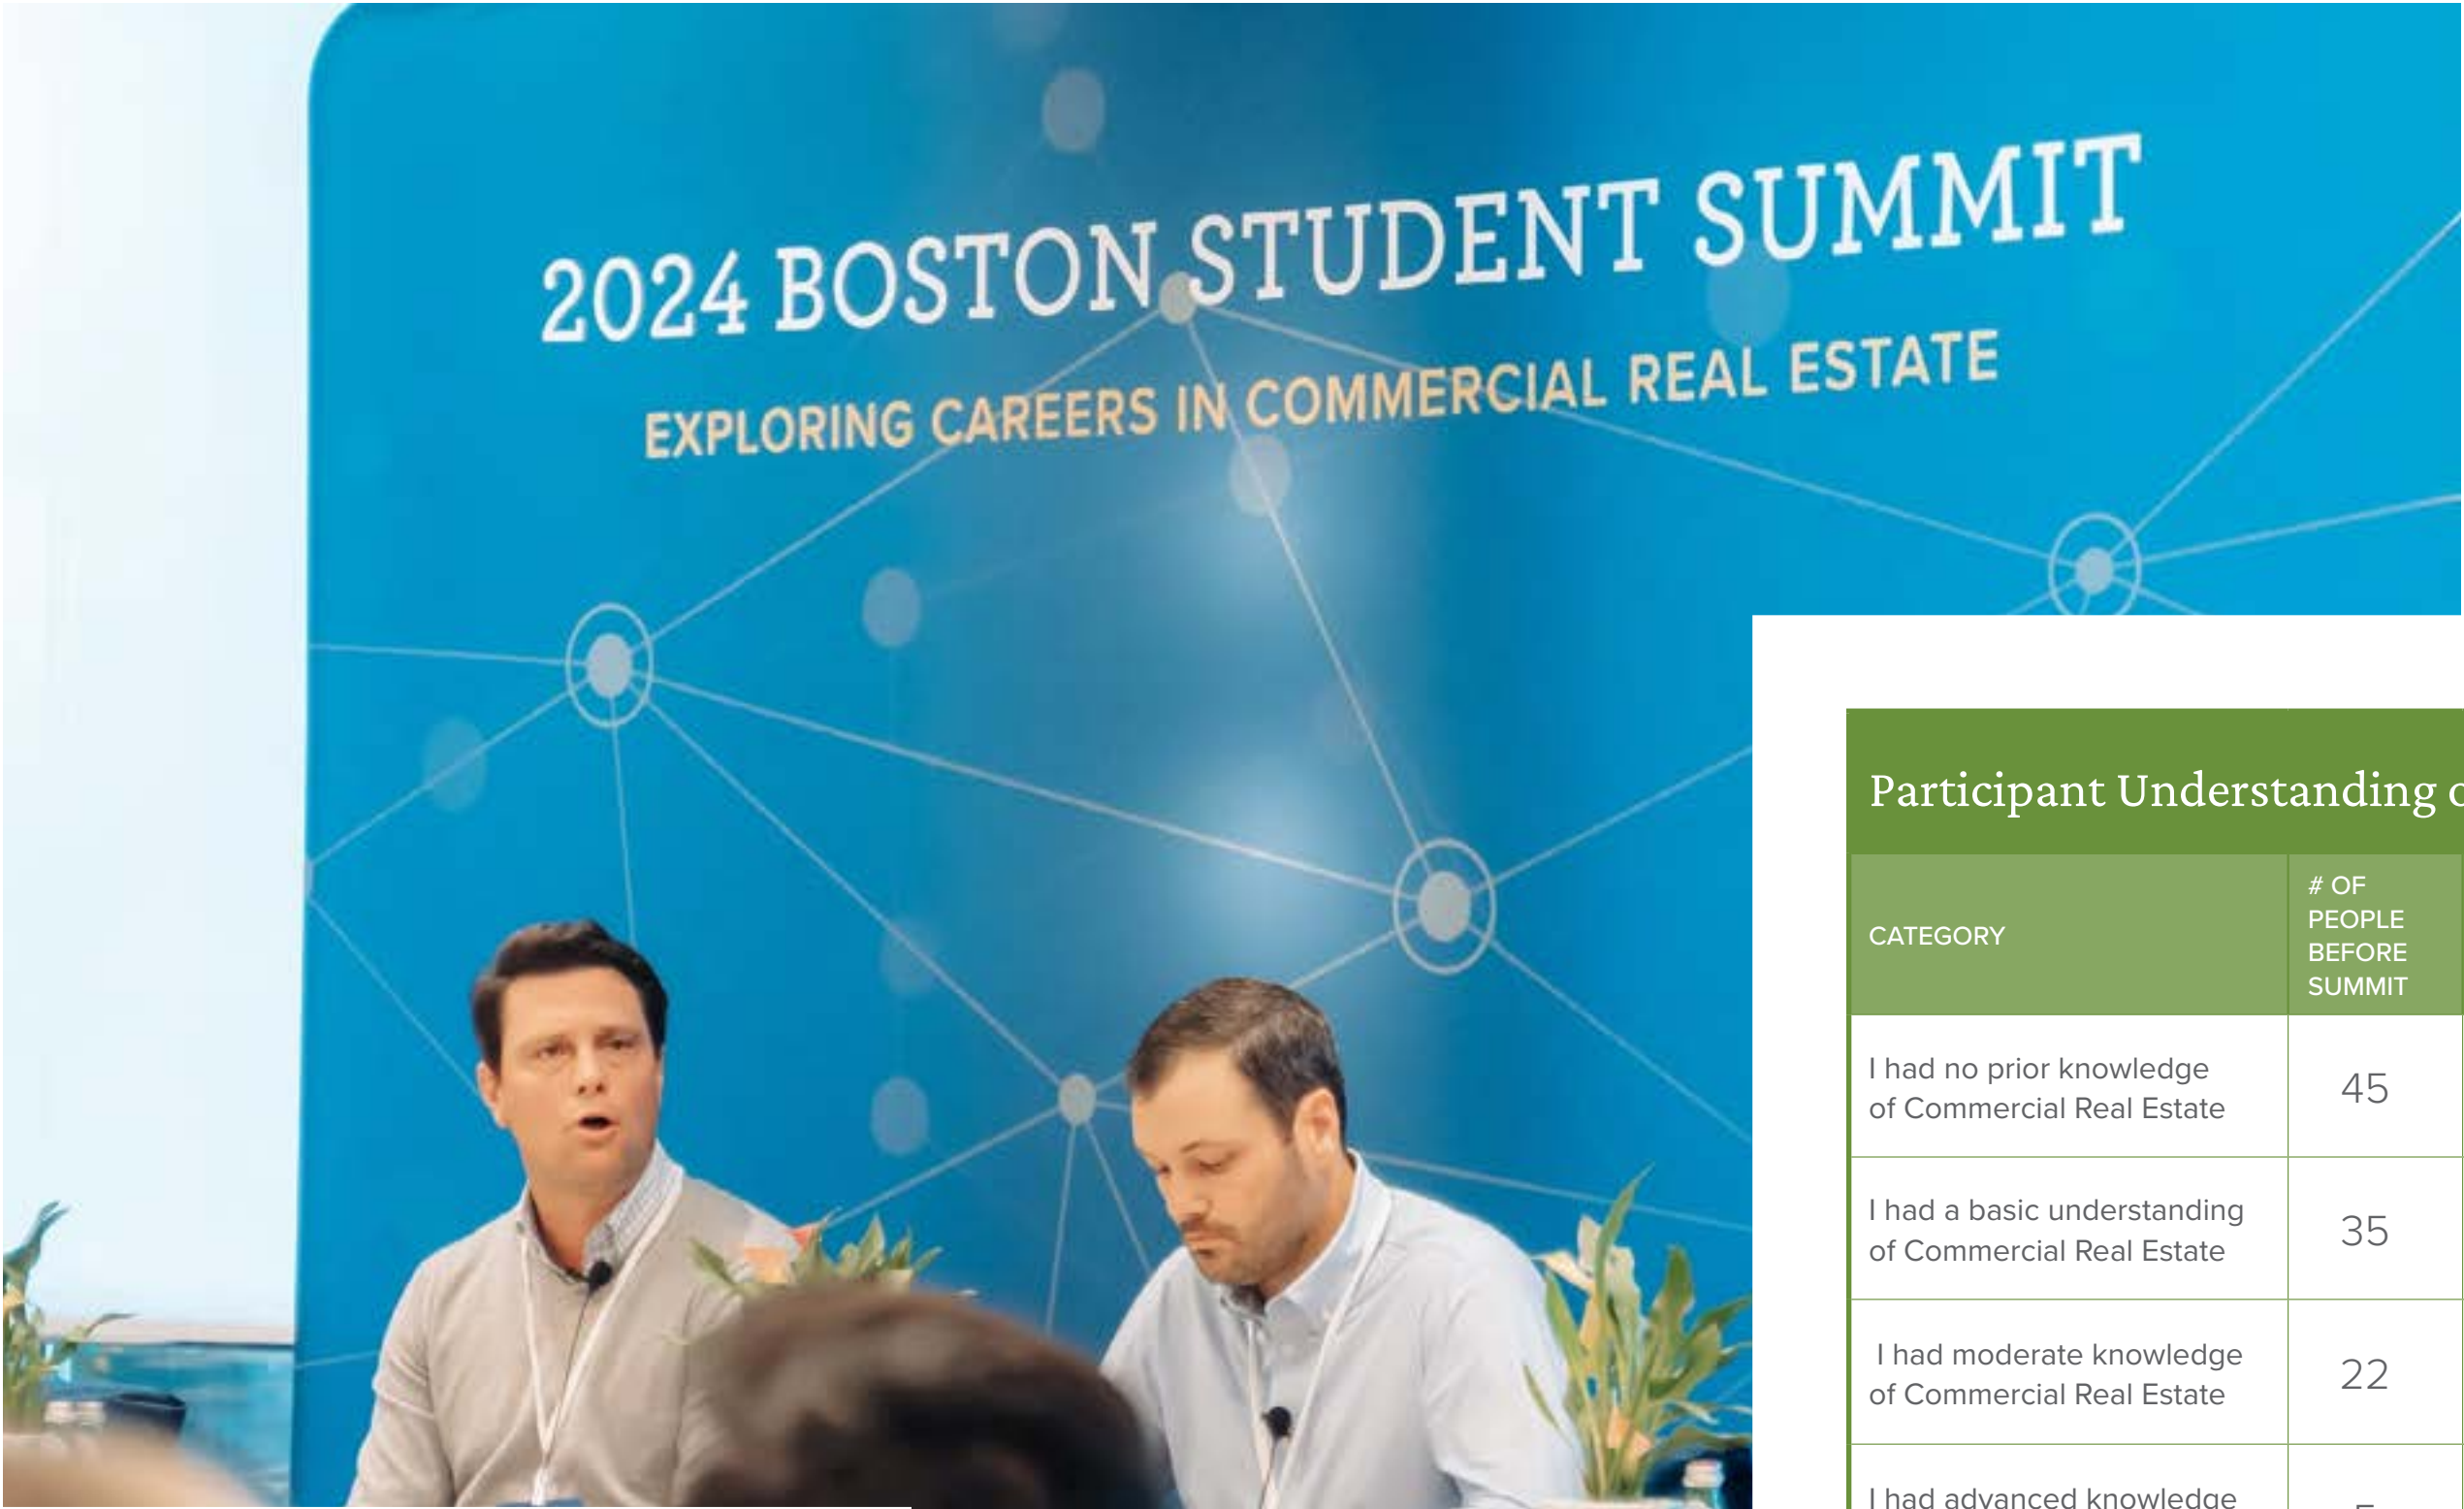 2024 BOSTON STUDENT SUMMIT
EXPLORING CAREERS IN COMMERCIAL REAL ESTATE
Participant Understanding
CATEGORY
# OF
PEOPLE
BEFORE
SUMMIT
I had no prior knowledge
of Commercial Real Estate
45
I had a basic understanding
of Commercial Real Estate
35
I had moderate knowledge
of Commercial Real Estate
22
I had advanced knowledge